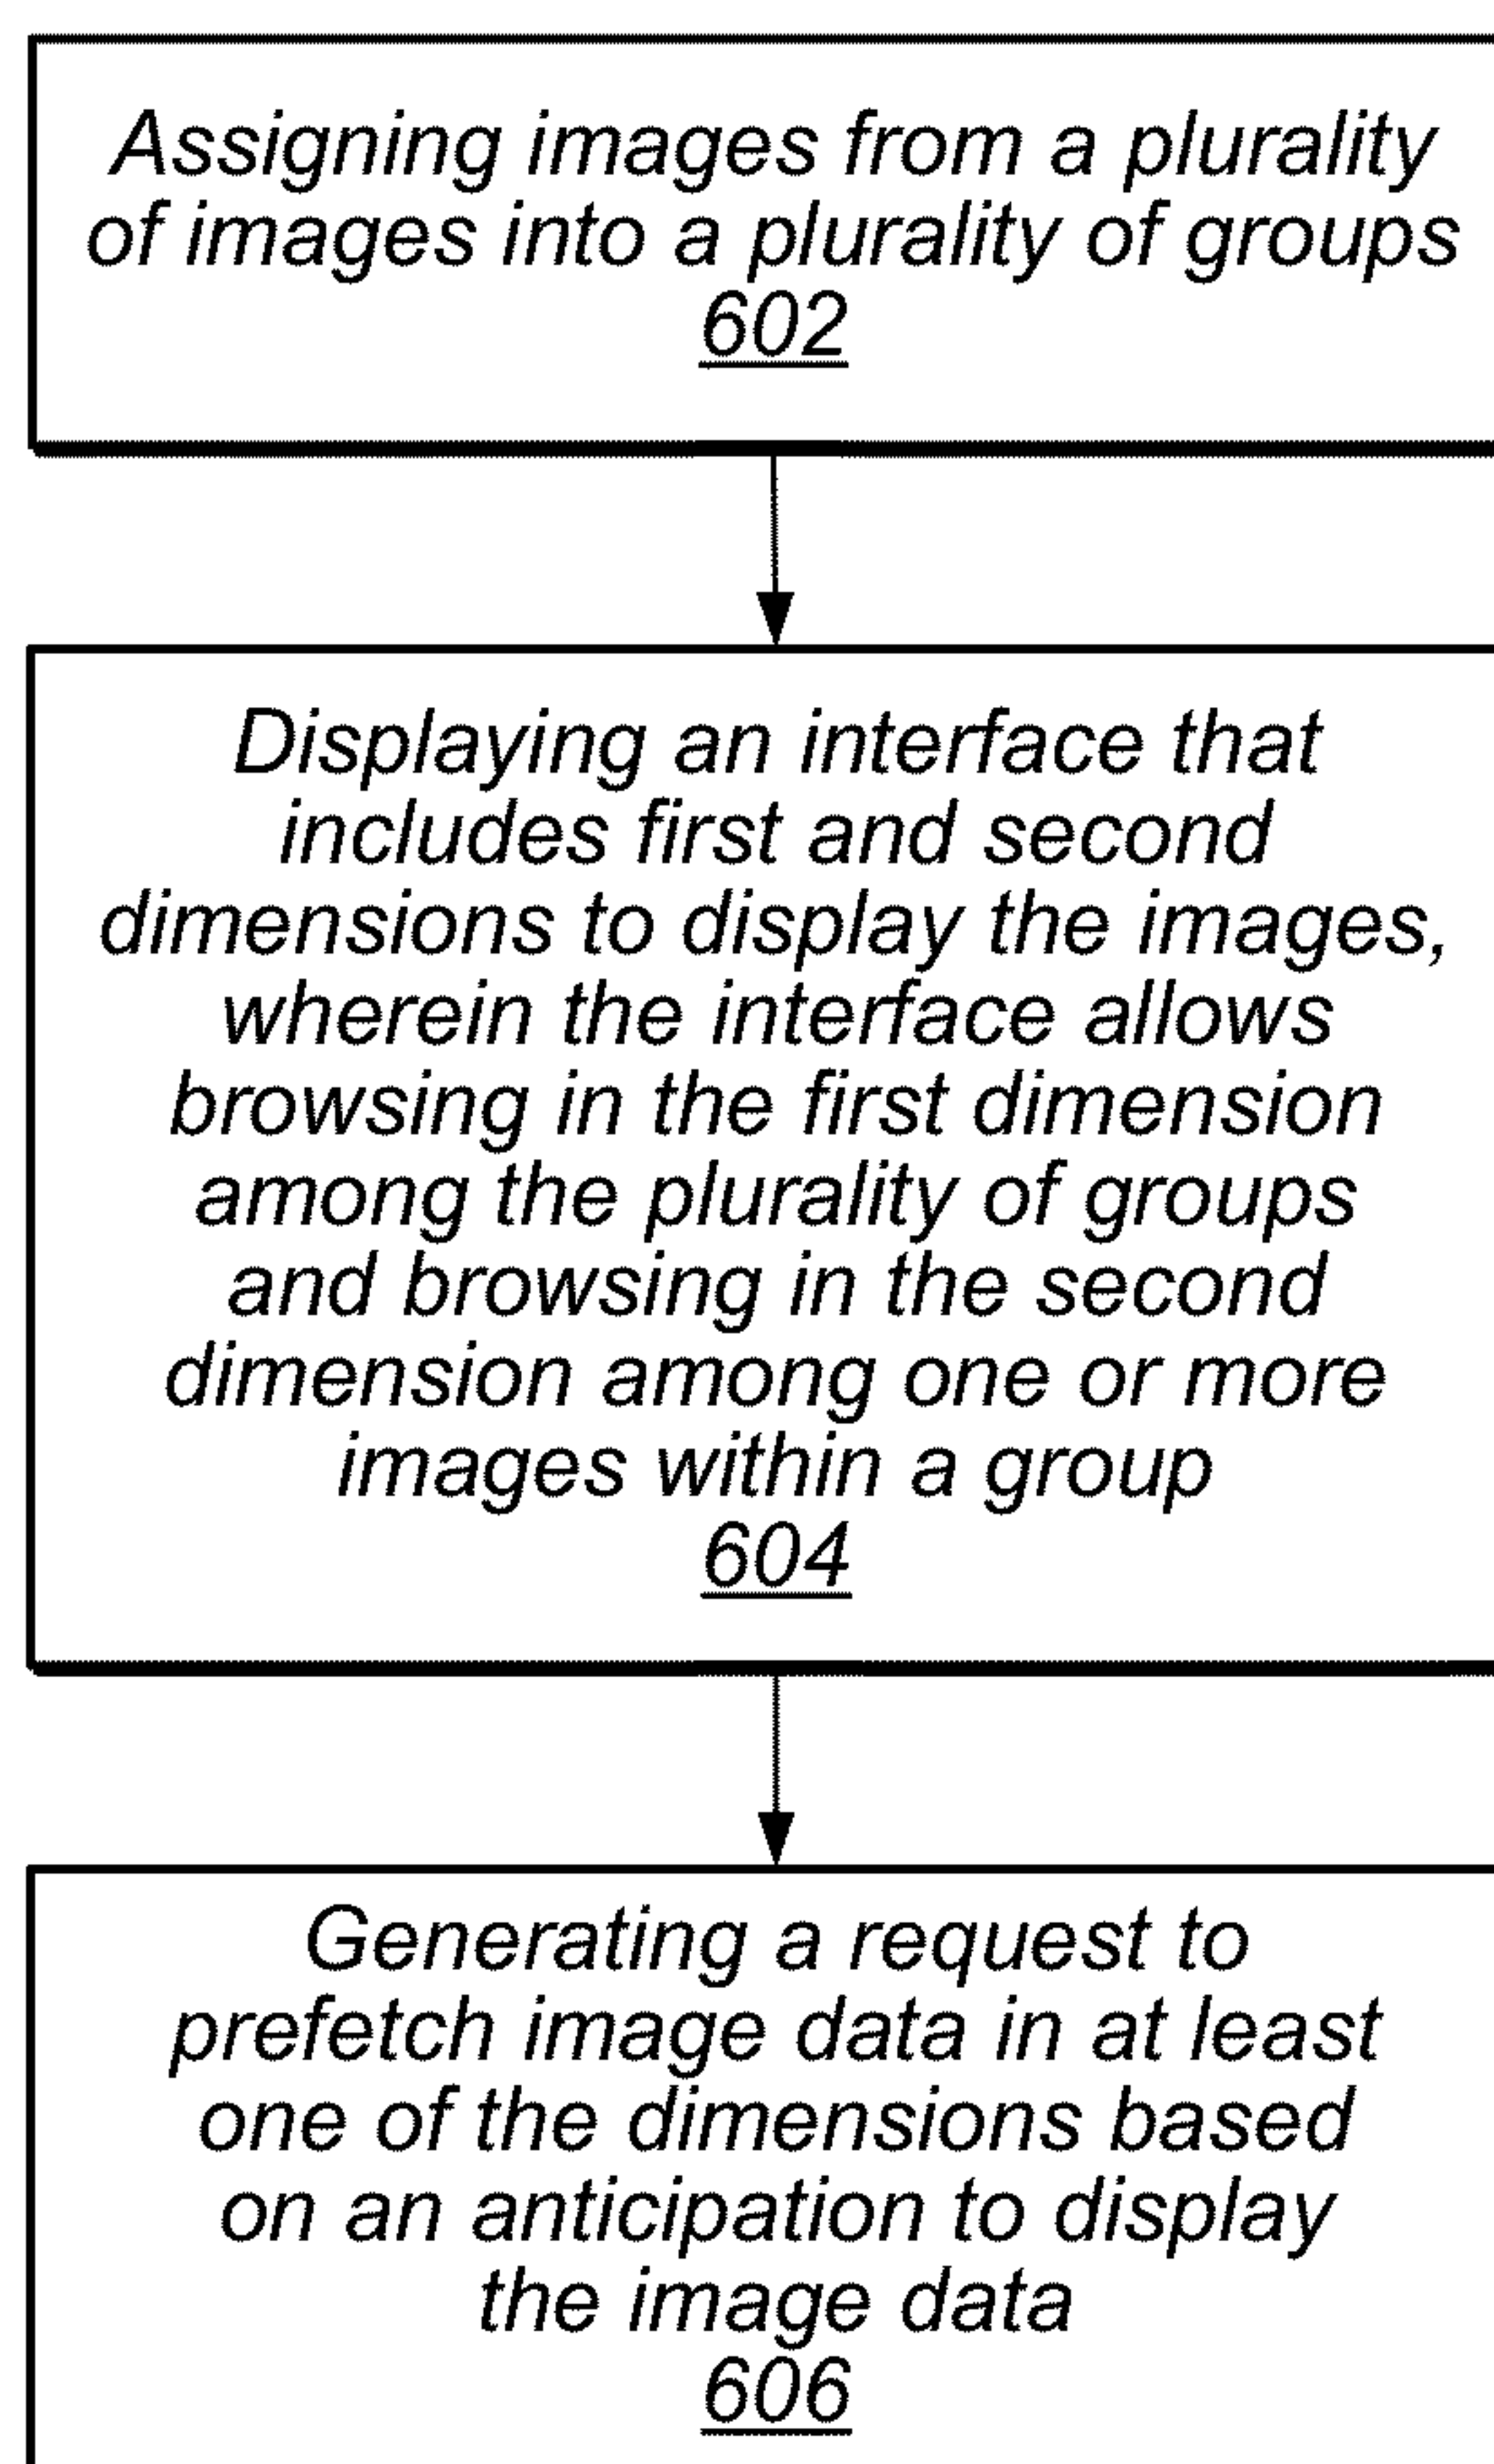 Assigning images from a plurality
of images into a plurality of groups
602
Displaying an interface that
includes first and second
dimensions to display the images,
wherein the interface allows
browsing in the first dimension
among the plurality of groups
and browsing in the second
dimension among one or more
images within a group
604
Generating a request to
prefetch image data in at least
one of the dimensions based
on an anticipation to display
the image data
606